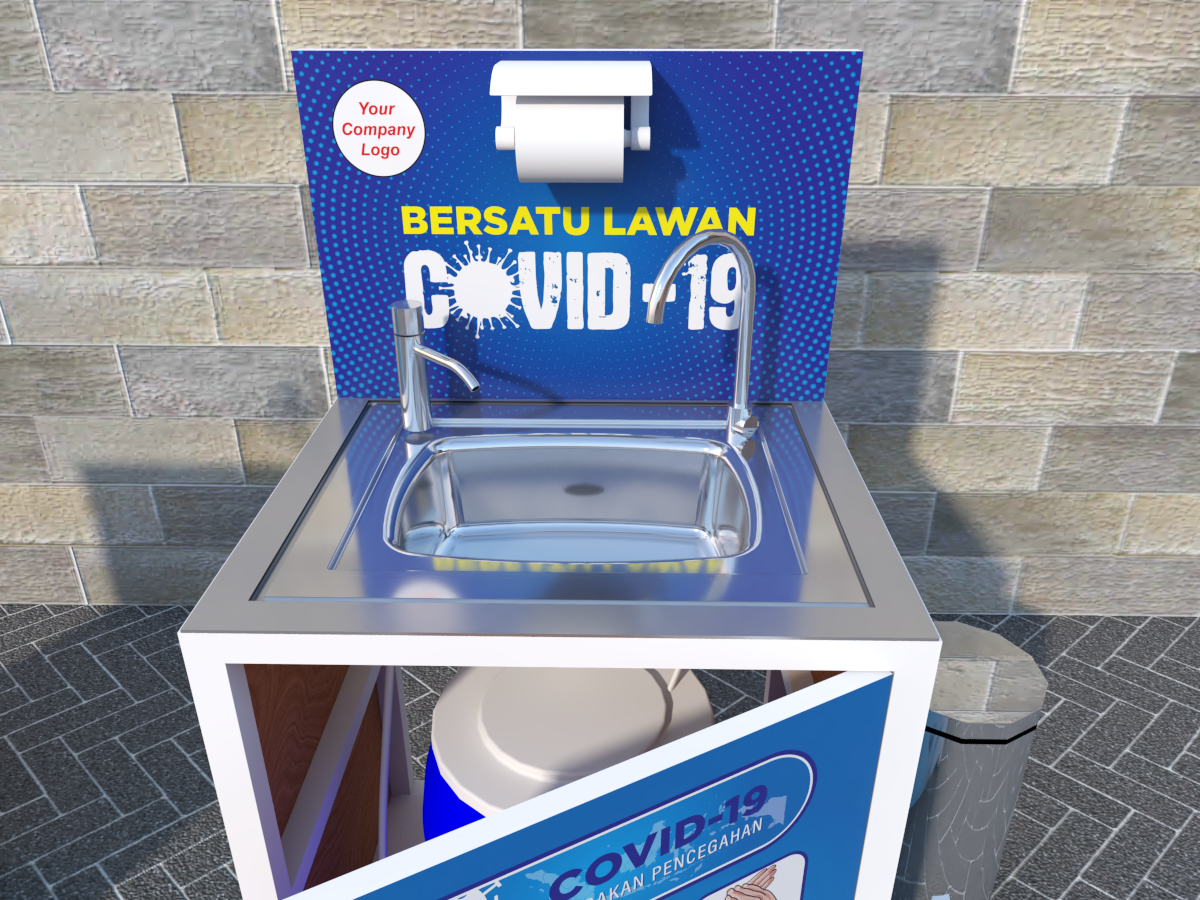 Your
Company
Logo
BERSATU LAWAN
COVID-19
COVID-19
PENCEGAHAN